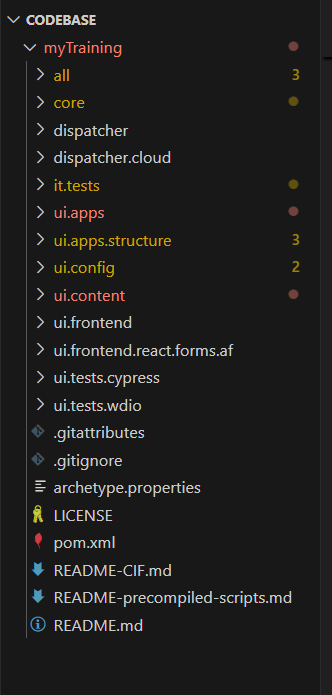 CODEBASE
myTraining
all 3
core
dispatcher
dispatcher.cloud
it.tests
ui.apps
ui.apps.structure 3
ui.config 2
ui.content
ui.frontend
ui.frontend.react.forms.af
ui.tests.cypress
ui.tests.wdio
.gitattributes
.gitignore
archetype.properties
LICENSE
pom.xml
README-CIF.md
README-precompiled-scripts.md
README.md